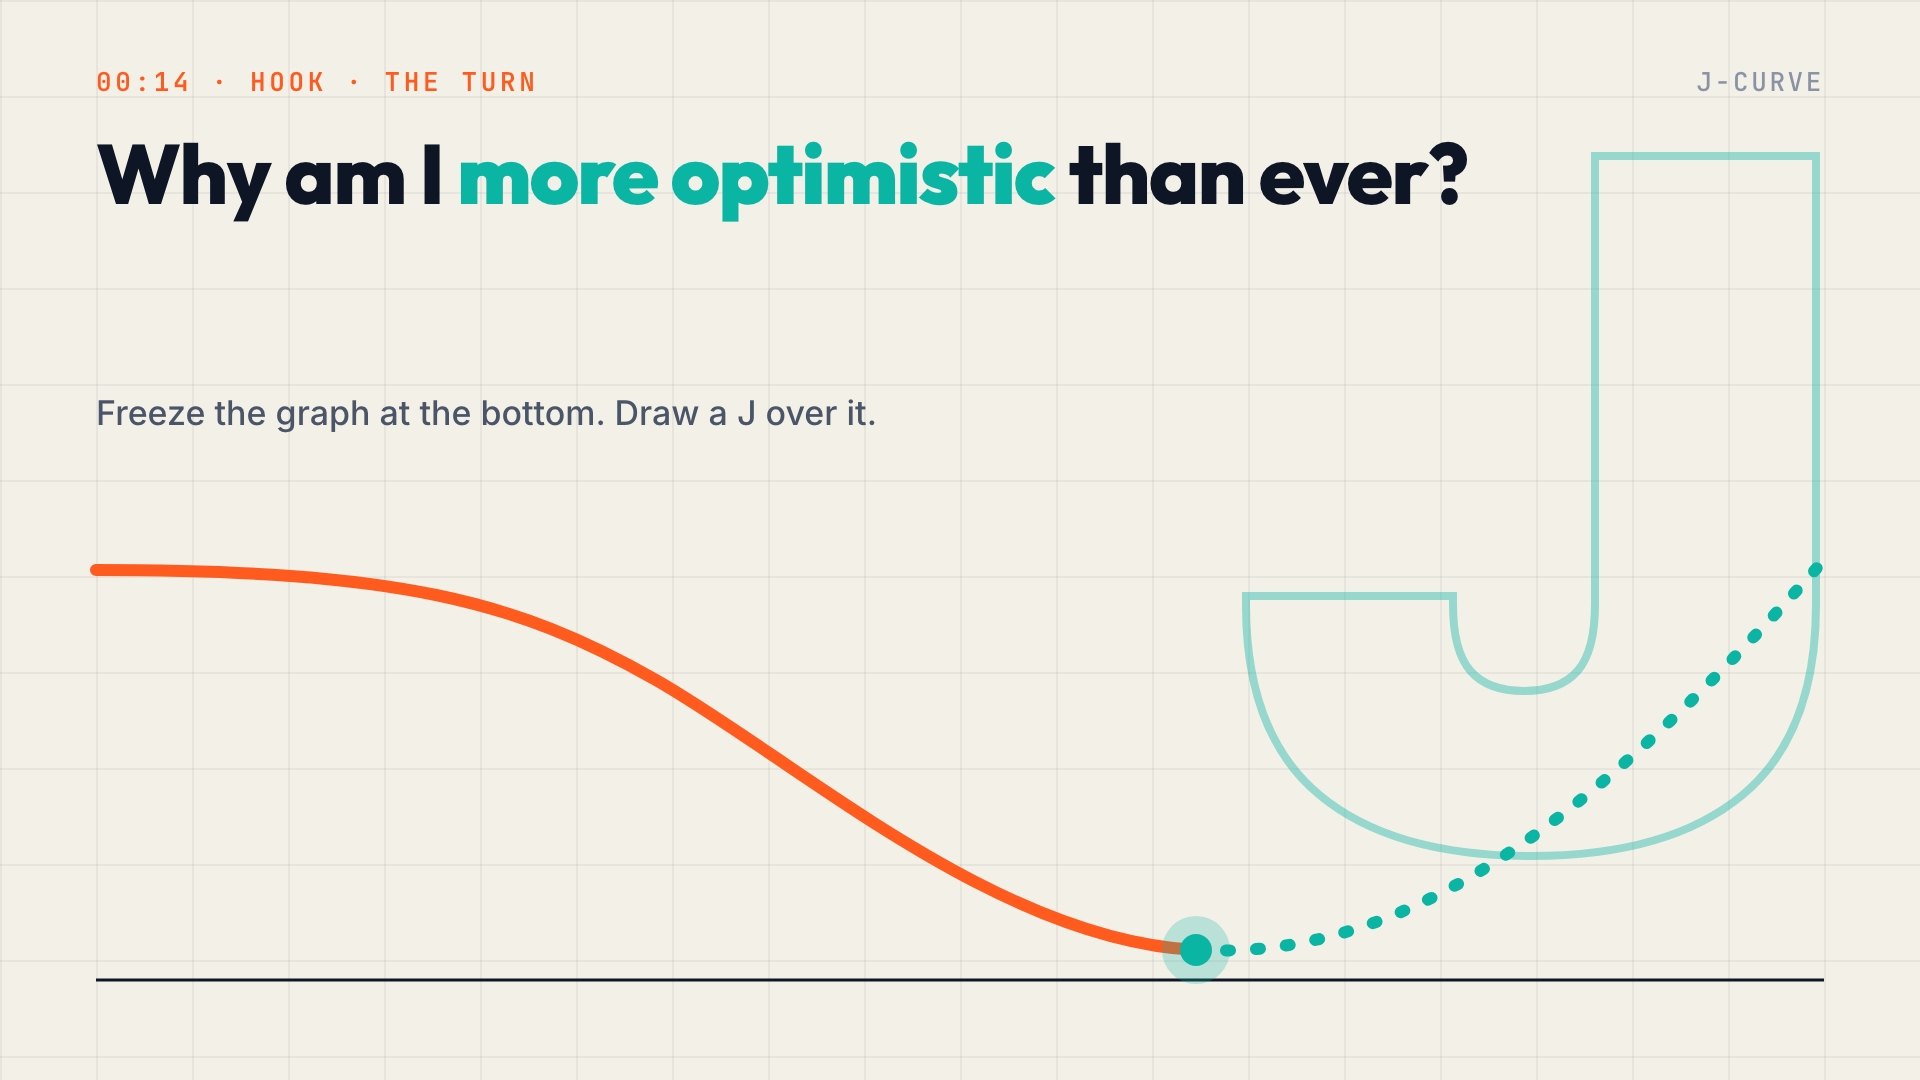 00:14 · HOOK · THE TURN
J-CURVE
Why am I more optimistic than ever?
Freeze the graph at the bottom. Draw a J over it.
J